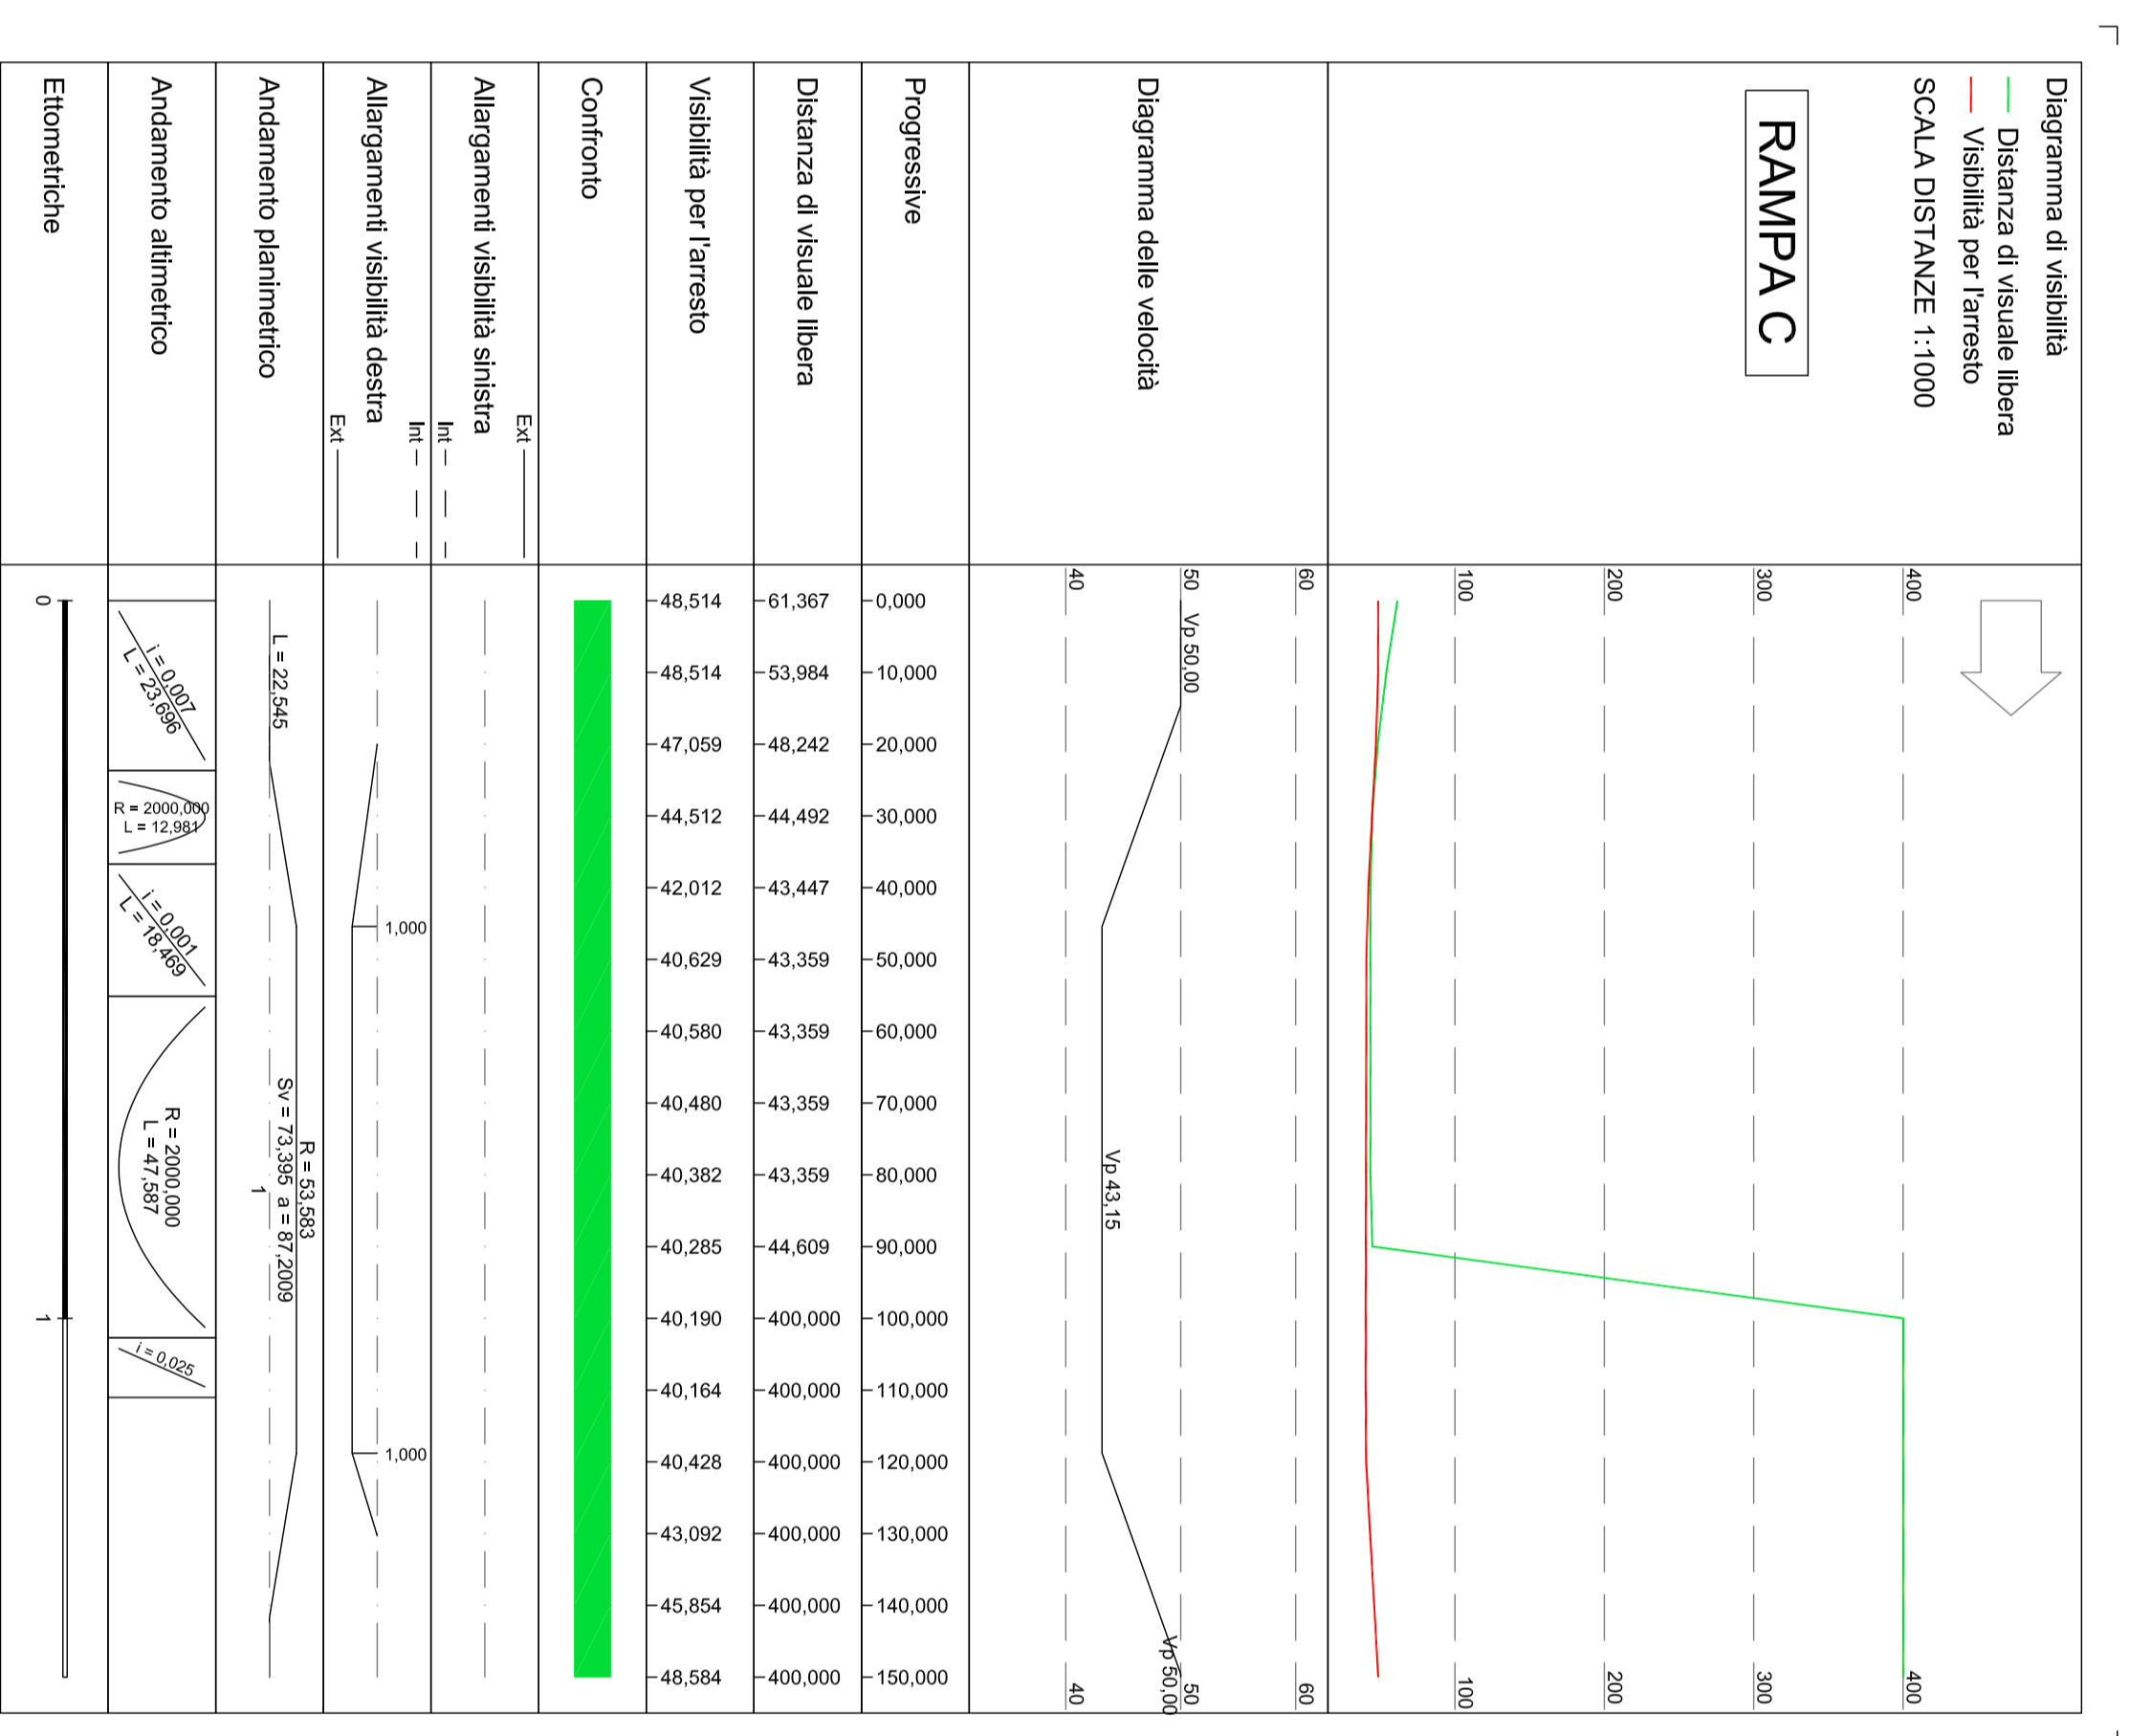 Diagramma di visibilità
Distanza di visuale libera
Visibilità per l'arresto
SCALA DISTANZE 1:1000
RAMPA C
400 400
300 300
200 200
100 100
Diagramma delle velocità
60 60
50 Vp 50,00 Vp 50,00 50
Vp 43,15
40 40
Progressive
0,000 10,000 20,000 30,000 40,000 50,000 60,000 70,000 80,000 90,000 100,000 110,000 120,000 130,000 140,000 150,000
Distanza di visuale libera
61,367 53,984 48,242 44,492 43,447 43,359 43,359 43,359 43,359 44,609 400,000 400,000 400,000 400,000 400,000 400,000
Visibilità per l'arresto
48,514 48,514 47,059 44,512 42,012 40,629 40,580 40,480 40,382 40,285 40,190 40,164 40,428 43,092 45,854 48,584
Confronto
Allargamenti visibilità sinistra
Ext
Int
Allargamenti visibilità destra
Int
Ext
1,000 1,000
Andamento planimetrico
L = 22,545
R = 53,583
Sv = 73,395 a = 87,2009
1
Andamento altimetrico
i = 0,007
L = 23,696
R = 2000,000
L = 12,981
i = 0,001
L = 18,469
R = 2000,000
L = 47,587
i = 0,025
Ettometriche
0 1